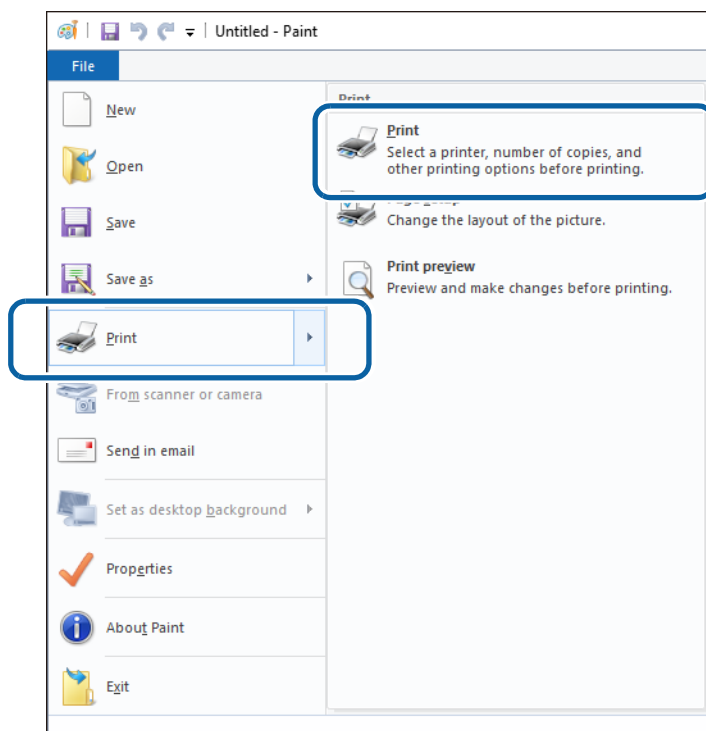 Untitled - Paint
File
New
Open
Save
Save as
Print
From scanner or camera
Send in email
Set as desktop background
Properties
About Paint
Exit
Print
Print
Select a printer, number of copies, and
other printing options before printing.
Change the layout of the picture.
Print preview
Preview and make changes before printing.